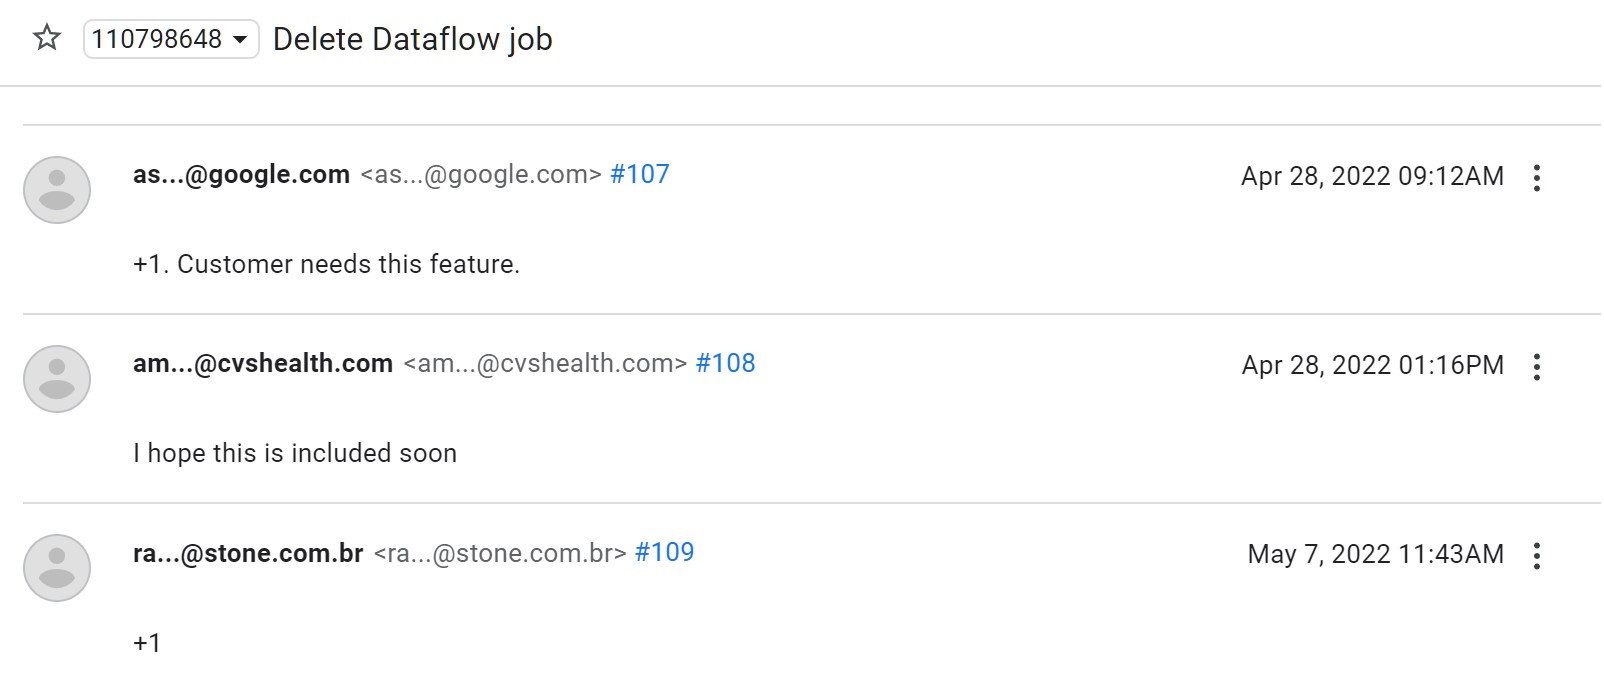 110798648 Delete Dataflow job
as...@google.com <as...@google.com> #107 Apr 28, 2022 09:12AM
+1. Customer needs this feature.
am...@cvshealth.com <am...@cvshealth.com> #108 Apr 28, 2022 01:16PM
I hope this is included soon
ra...@stone.com.br <ra...@stone.com.br> #109 May 7, 2022 11:43AM
+1